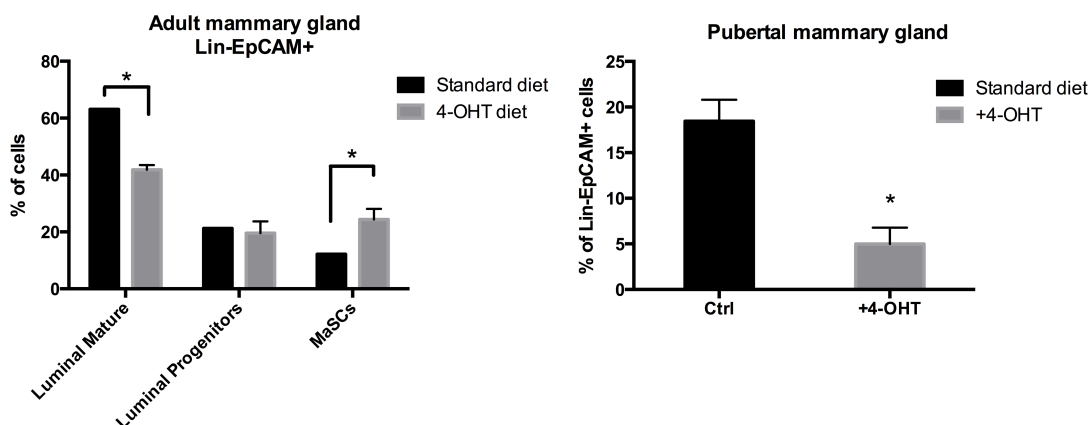 Adult mammary gland
Lin-EpCAM+
80
60
40
20
0
% of cells
*
*
Standard diet
4-OHT diet
Luminal Mature
Luminal Progenitors
MaSCs
Pubertal mammary gland
25
20
15
10
5
0
% of Lin-EpCAM+ cells
*
Standard diet
+4-OHT
Ctrl
+4-OHT